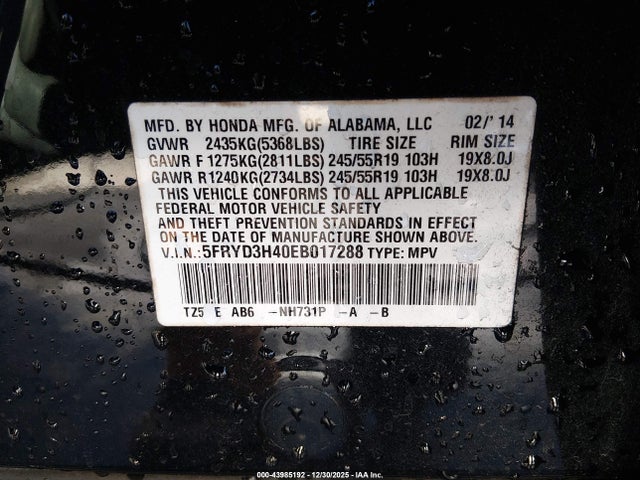 MFD. BY HONDA MFG. OF ALABAMA, LLC 02/' 14
GVWR 2435KG(5368LBS) TIRE SIZE RIM SIZE
GAWR F 1275KG(2811LBS) 245/55R19 103H 19X8.0J
GAWR R 1240KG(2734LBS) 245/55R19 103H 19X8.0J
THIS VEHICLE CONFORMS TO ALL APPLICABLE
FEDERAL MOTOR VEHICLE SAFETY
AND THEFT PREVENTION STANDARDS IN EFFECT
ON THE DATE OF MANUFACTURE SHOWN ABOVE.
V.I.N.: 5FRYD3H40EB017288 TYPE: MPV
TZ5 E AB6 -NH731P -A -B
000-43985192 - 12/30/2025 - IAA Inc.